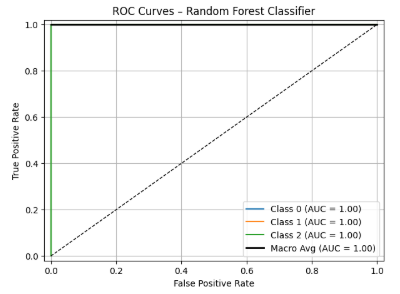 ROC Curves – Random Forest Classifier
True Positive Rate
1.0
0.8
0.6
0.4
0.2
0.0
Class 0 (AUC = 1.00)
Class 1 (AUC = 1.00)
Class 2 (AUC = 1.00)
Macro Avg (AUC = 1.00)
0.0 0.2 0.4 0.6 0.8 1.0
False Positive Rate